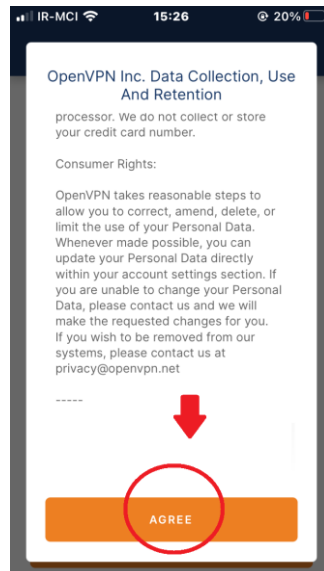 IR-MCI 15:26 20%
OpenVPN Inc. Data Collection, Use
And Retention
processor. We do not collect or store
your credit card number.
Consumer Rights:
OpenVPN takes reasonable steps to
allow you to correct, amend, delete, or
limit the use of your Personal Data.
Whenever made possible, you can
update your Personal Data directly
within your account settings section. If
you are unable to change your Personal
Data, please contact us and we will
make the requested changes for you.
If you wish to be removed from our
systems, please contact us at
privacy@openvpn.net
-----
AGREE